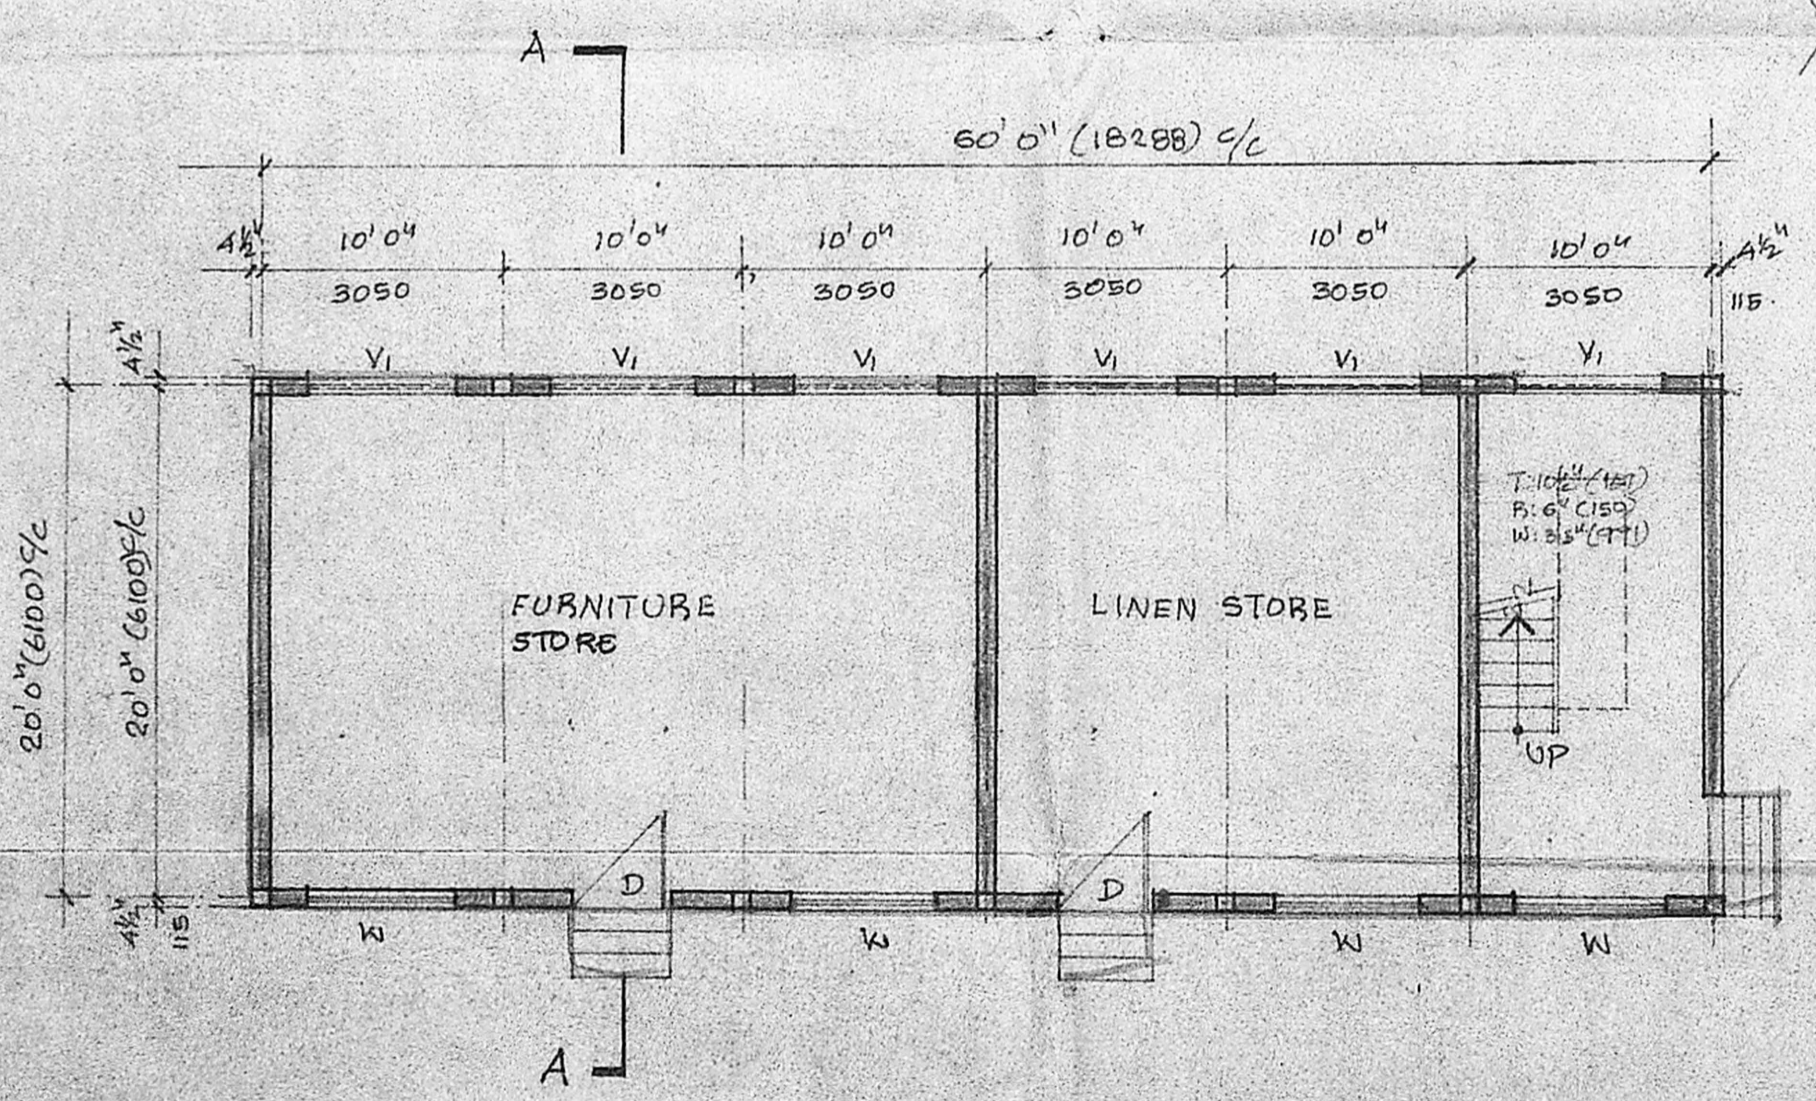 A
60' 0" (18288) c/c
4½" 10' 0" 10' 0" 10' 0" 10' 0" 10' 0" 10' 0" 4½"
3050 3050 3050 3050 3050 3050 115
4½"
V1 V1 V1 V1 V1 V1
20' 0" (6100) c/c
20' 0" (6100) c/c
R: 6" (150)
FURNITURE
STORE
LINEN STORE
UP
D D
4½"
115
W W W W
A